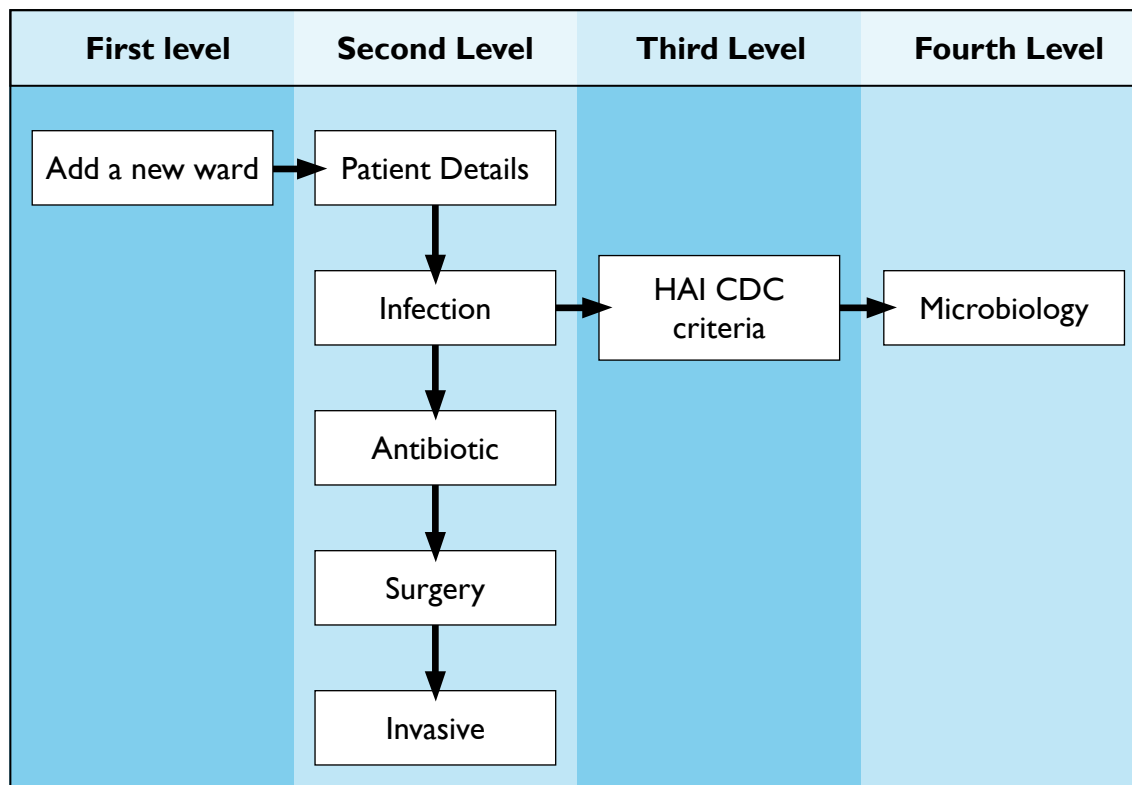 First level
Second Level
Third Level
Fourth Level
Add a new ward
Patient Details
Infection
HAI CDC
criteria
Microbiology
Antibiotic
Surgery
Invasive